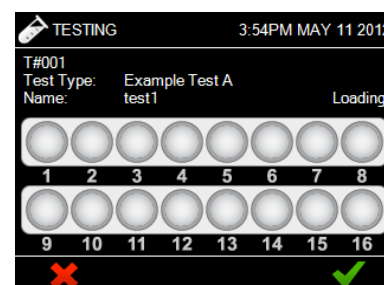 TESTING 3:54PM MAY 11 2012
T#001
Test Type: Example Test A
Name: test1 Loading
1 2 3 4 5 6 7 8
9 10 11 12 13 14 15 16